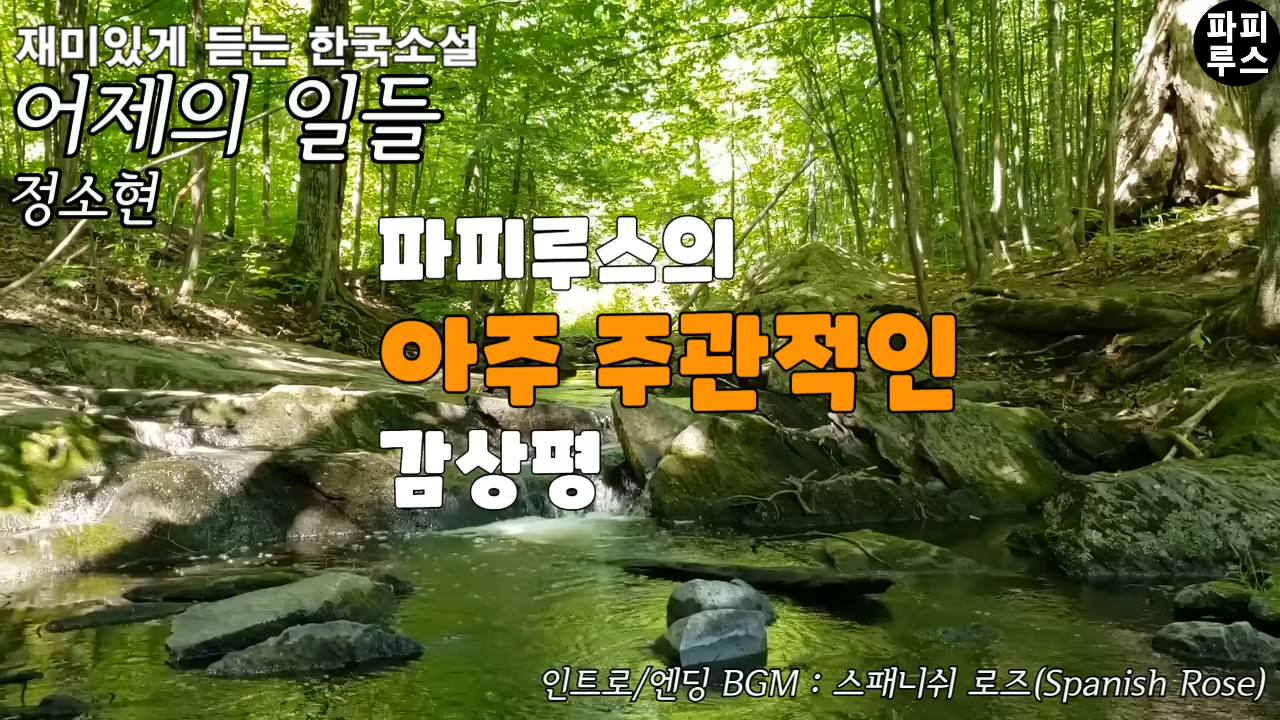 재미있게 듣는 한국소설
어제의 일들
정소현
파피
루스
파피루스의
아주 주관적인
감상평
인트로/엔딩 BGM : 스패니쉬 로즈(Spanish Rose)